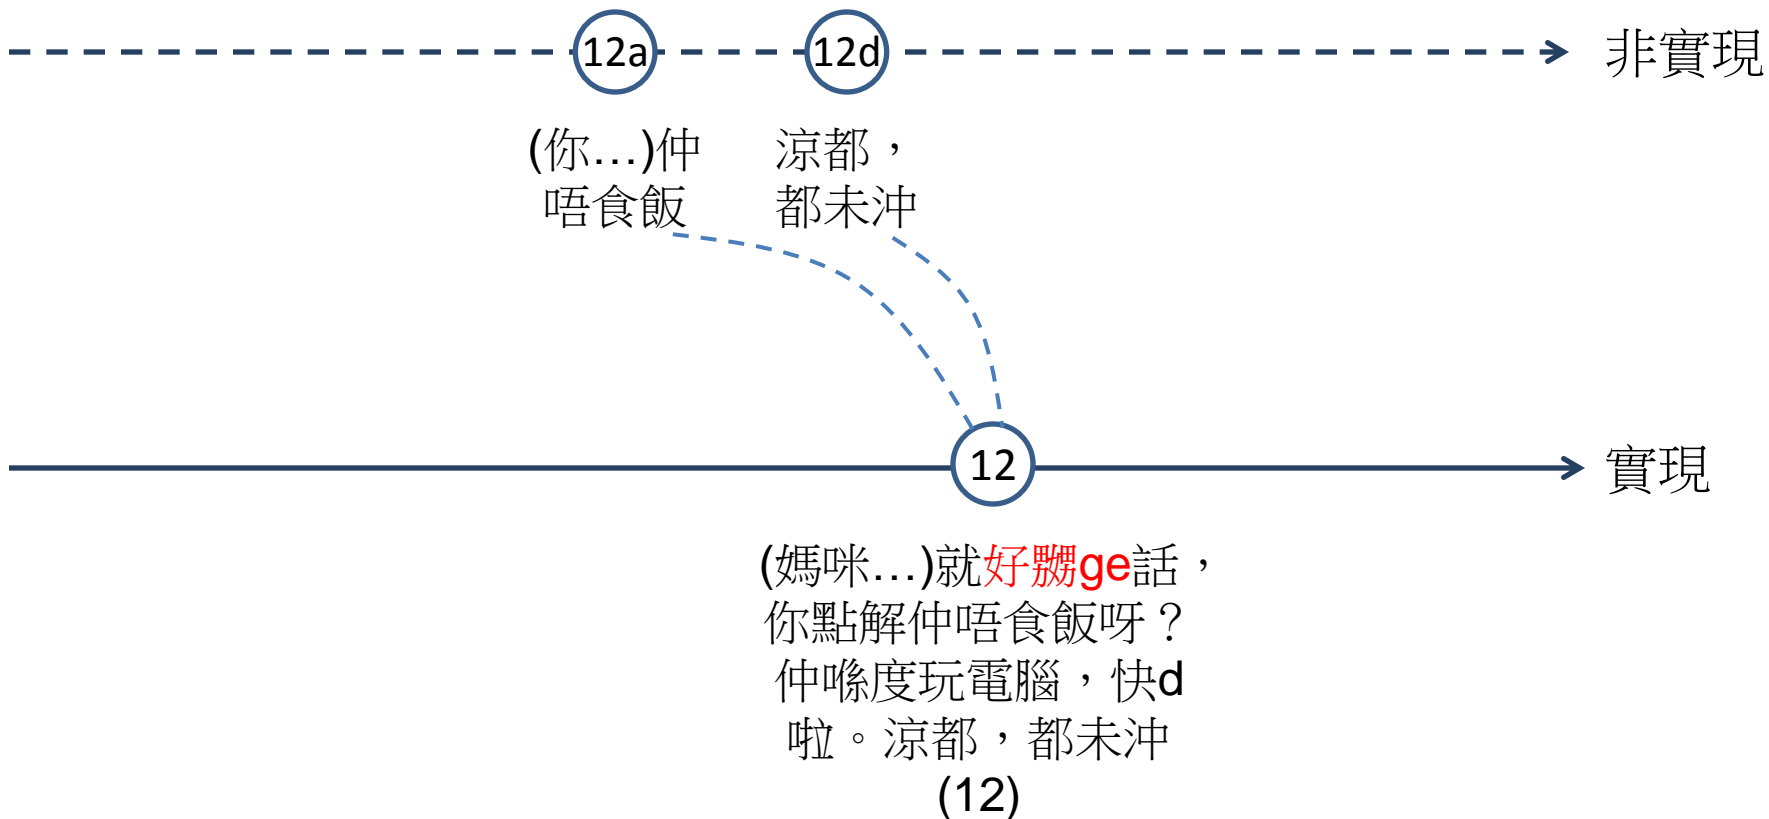 12a
12d
非實現
(你...)仲
唔食飯
涼都，
都未沖
12
實現
(媽咪...)就好嬲ge話，
你點解仲唔食飯呀？
仲喺度玩電腦，快d
啦。涼都，都未沖
(12)